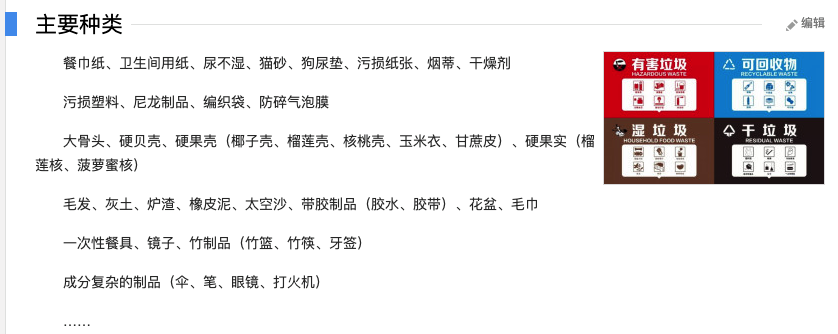 主要种类
编辑
餐巾纸、卫生间用纸、尿不湿、猫砂、狗尿垫、污损纸张、烟蒂、干燥剂
污损塑料、尼龙制品、编织袋、防碎气泡膜
大骨头、硬贝壳、硬果壳（椰子壳、榴莲壳、核桃壳、玉米衣、甘蔗皮）、硬果实（榴
莲核、菠萝蜜核）
毛发、灰土、炉渣、橡皮泥、太空沙、带胶制品（胶水、胶带）、花盆、毛巾
一次性餐具、镜子、竹制品（竹篮、竹筷、牙签）
成分复杂的制品（伞、笔、眼镜、打火机）
……
有害垃圾
HAZARDOUS WASTE
可回收物
RECYCLABLE WASTE
湿垃圾
HOUSEHOLD FOOD WASTE
干垃圾
RESIDUAL WASTE